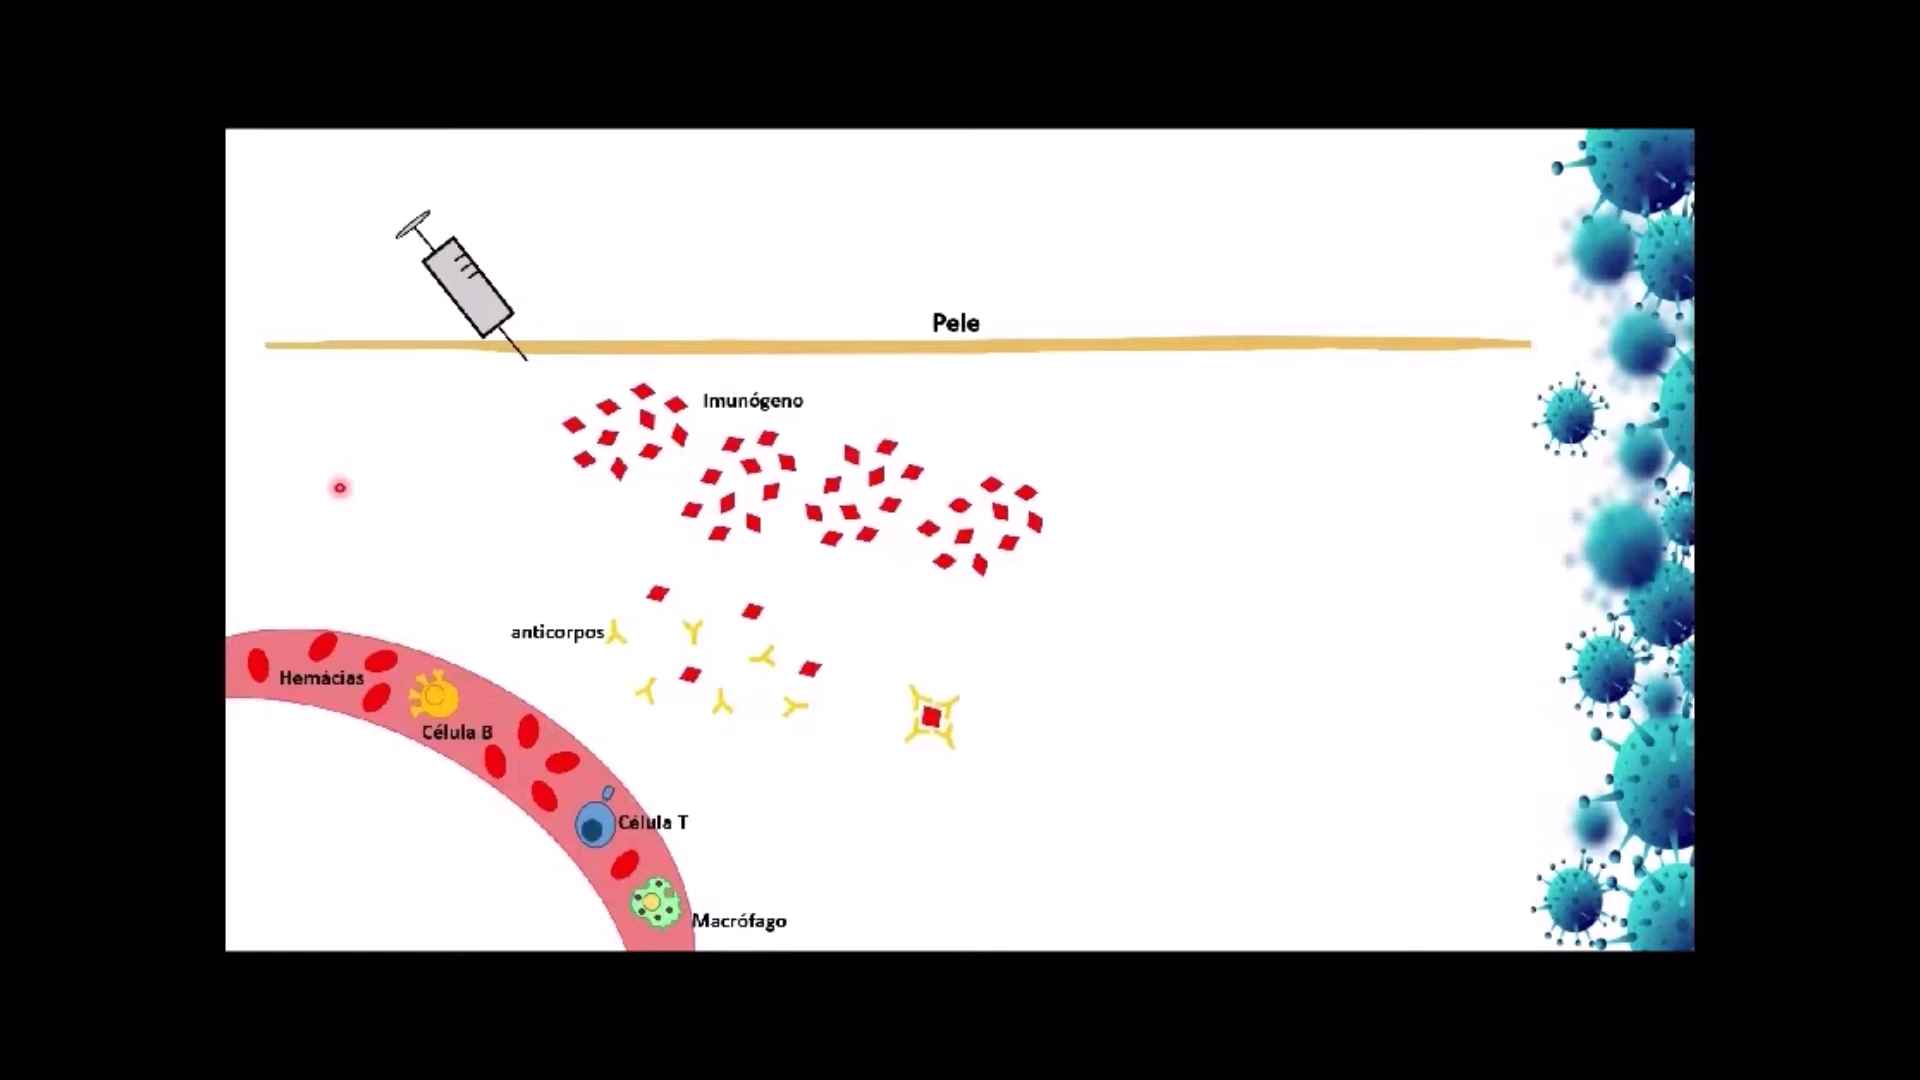 Pele
Imunógeno
anticorpos
Hemácias
Célula B
Célula T
Macrófago